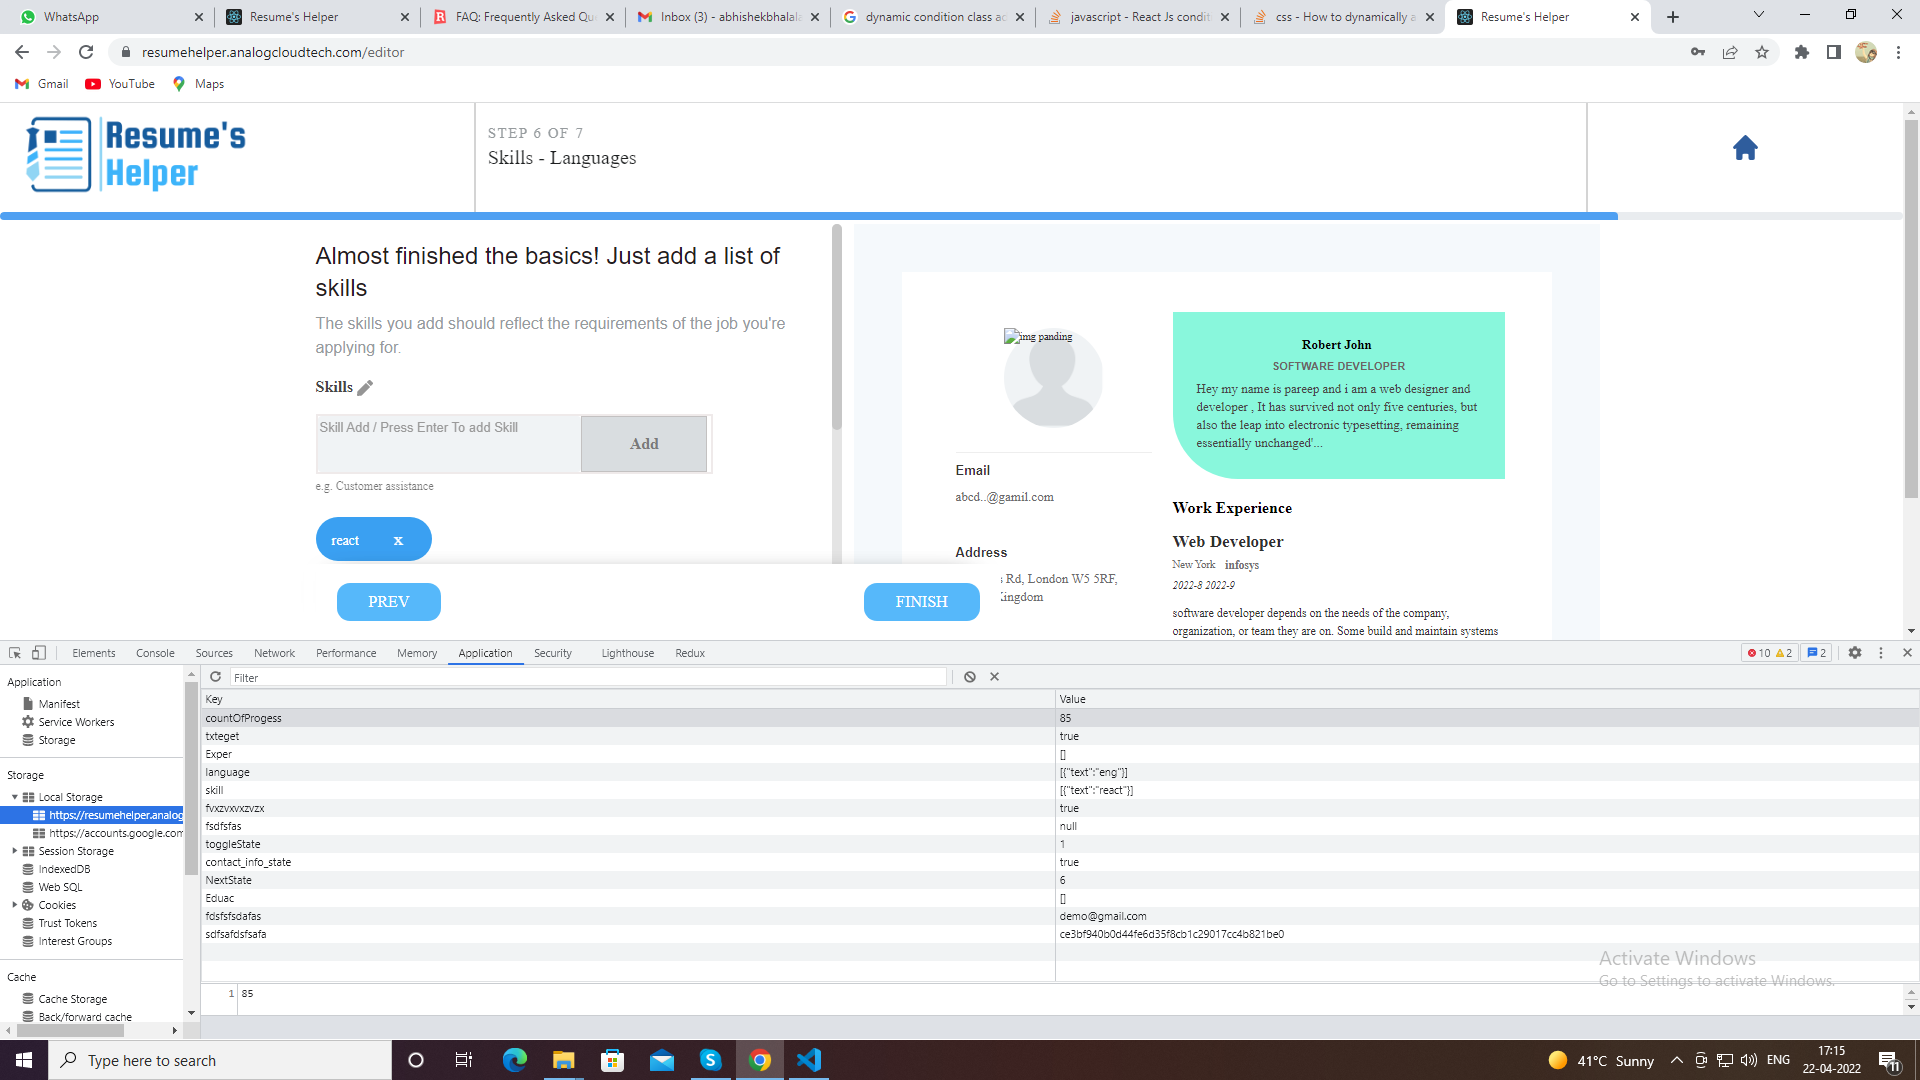 WhatsApp
Resume's Helper
FAQ: Frequently Asked Qu
Inbox (3) - abhishekbhalala
dynamic condition class ad
javascript - React Js condit
css - How to dynamically a
Resume's Helper
resumehelper.analogcloudtech.com/editor
Gmail
YouTube
Maps
Resume's
Helper
STEP 6 OF 7
Skills - Languages
Almost finished the basics! Just add a list of
skills
The skills you add should reflect the requirements of the job you're
applying for.
Skills
Skill Add / Press Enter To add Skill
Add
e.g. Customer assistance
react x
PREV
FINISH
img panding
Email
abcd..@gamil.com
Address
s Rd, London W5 5RF,
Kingdom
Robert John
SOFTWARE DEVELOPER
Hey my name is pareep and i am a web designer and
developer , It has survived not only five centuries, but
also the leap into electronic typesetting, remaining
essentially unchanged'...
Work Experience
Web Developer
New York infosys
2022-8 2022-9
software developer depends on the needs of the company,
organization, or team they are on. Some build and maintain systems
Elements Console Sources Network Performance Memory Application Security Lighthouse Redux
10 2 2
Application
Manifest
Service Workers
Storage
Storage
Local Storage
https://resumehelper.analog
https://accounts.google.com
Session Storage
IndexedDB
Web SQL
Cookies
Trust Tokens
Interest Groups
Cache
Cache Storage
Back/forward cache
Filter
Key Value
countOfProgess 85
txteget true
Exper []
language [{"text":"eng"}]
skill [{"text":"react"}]
fvxzvxvxzvzx true
fsdfsfas null
toggleState 1
contact_info_state true
NextState 6
Eduac []
fdsfsfsdafas demo@gmail.com
sdfsafdsfsafa ce3bf940b0d44fe6d35f8cb1c29017cc4b821be0
1 85
Activate Windows
Go to Settings to activate Windows.
Type here to search
41°C Sunny
ENG
17:15
22-04-2022
11